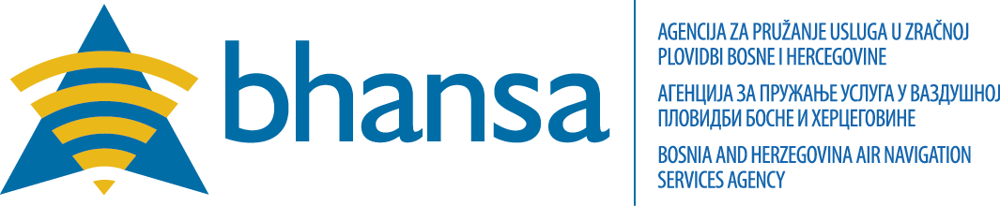 bhansa
AGENCIJA ZA PRUŽANJE USLUGA U ZRAČNOJ
PLOVIDBI BOSNE I HERCEGOVINE
АГЕНЦИЈА ЗА ПРУЖАЊЕ УСЛУГА У ВАЗДУШНОЈ
ПЛОВИДБИ БОСНЕ И ХЕРЦЕГОВИНЕ
BOSNIA AND HERZEGOVINA AIR NAVIGATION
SERVICES AGENCY